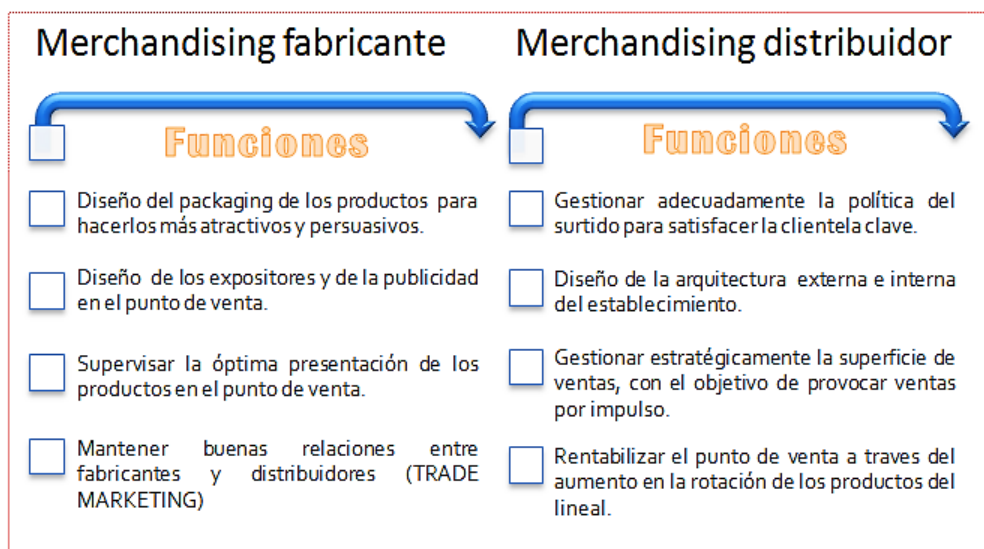 Merchandising fabricante
Funciones
Diseño del packaging de los productos para
hacerlos más atractivos y persuasivos.
Diseño de los expositores y de la publicidad
en el punto de venta.
Supervisar la óptima presentación de los
productos en el punto de venta.
Mantener buenas relaciones entre
fabricantes y distribuidores (TRADE
MARKETING)
Merchandising distribuidor
Funciones
Gestionar adecuadamente la política del
surtido para satisfacer la clientela clave.
Diseño de la arquitectura externa e interna
del establecimiento.
Gestionar estratégicamente la superficie de
ventas, con el objetivo de provocar ventas
por impulso.
Rentabilizar el punto de venta a traves del
aumento en la rotación de los productos del
lineal.